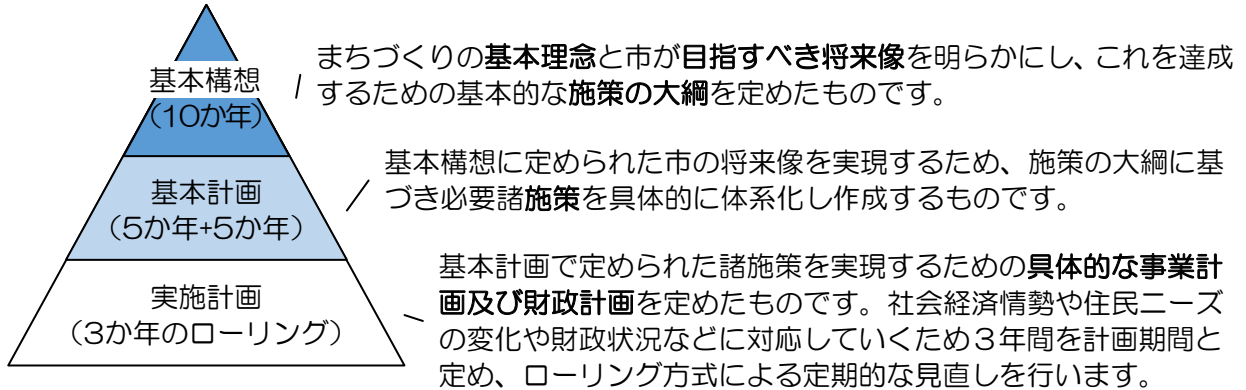 基本構想
(10か年)
まちづくりの基本理念と市が目指すべき将来像を明らかにし、これを達成
するための基本的な施策の大綱を定めたものです。
基本計画
(5か年+5か年)
基本構想に定められた市の将来像を実現するため、施策の大綱に基
づき必要諸施策を具体的に体系化し作成するものです。
実施計画
(3か年のローリング)
基本計画で定められた諸施策を実現するための具体的な事業計
画及び財政計画を定めたものです。社会経済情勢や住民ニーズ
の変化や財政状況などに対応していくため3年間を計画期間と
定め、ローリング方式による定期的な見直しを行います。